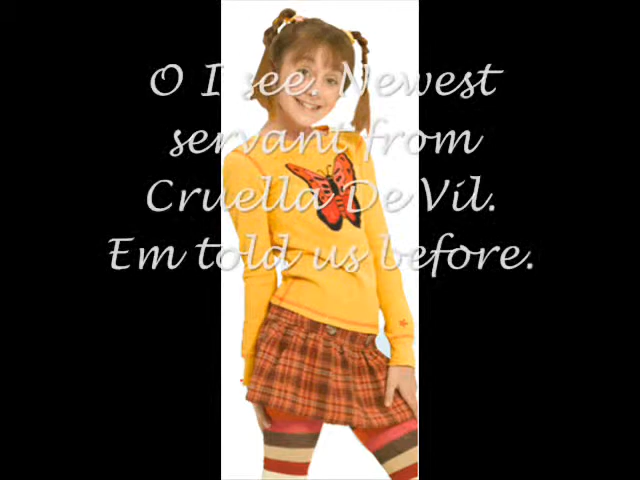 O I see. Newest
servant from
Cruella De Vil.
Em told us before.